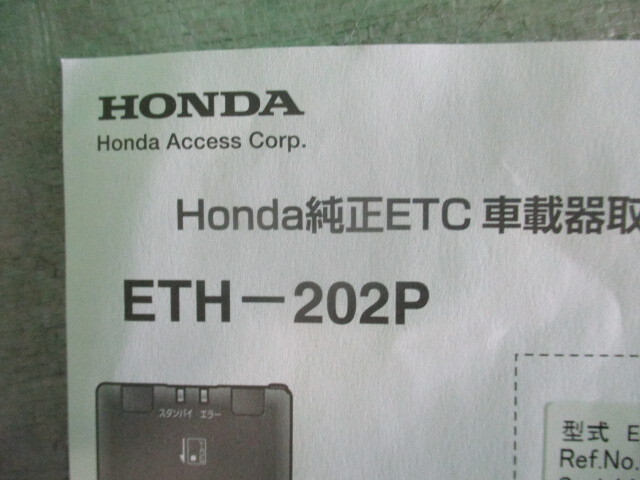 HONDA
Honda Access Corp.
Honda純正ETC 車載器取
ETH－202P
スタンバイ エラー
型式 E
Ref.No.